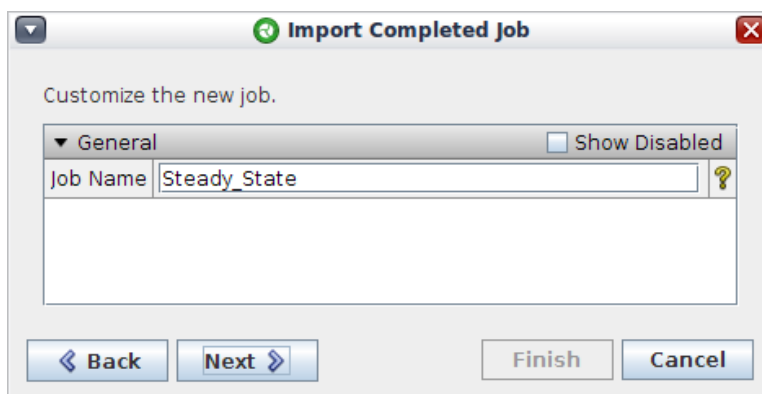 Import Completed Job
Customize the new job.
General Show Disabled
Job Name Steady_State ?
Back Next Finish Cancel